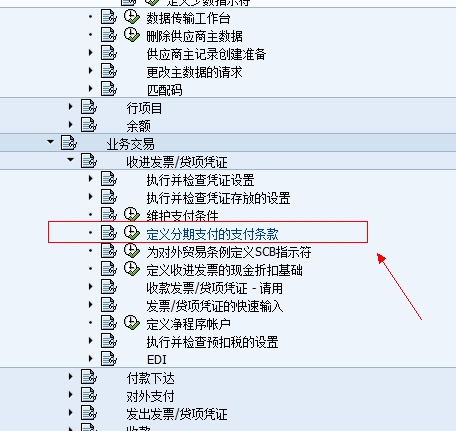 定义少数指示符
数据传输工作台
删除供应商主数据
供应商主记录创建准备
更改主数据的请求
匹配码
行项目
余额
业务交易
收进发票/贷项凭证
执行并检查凭证设置
执行并检查凭证存放的设置
维护支付条件
定义分期支付的支付条款
为对外贸易条例定义SCB指示符
定义收进发票的现金折扣基础
收款发票/贷项凭证 - 请用
发票/贷项凭证的快速输入
定义净程序帐户
执行并检查预扣税的设置
EDI
付款下达
对外支付
发出发票/贷项凭证
收款